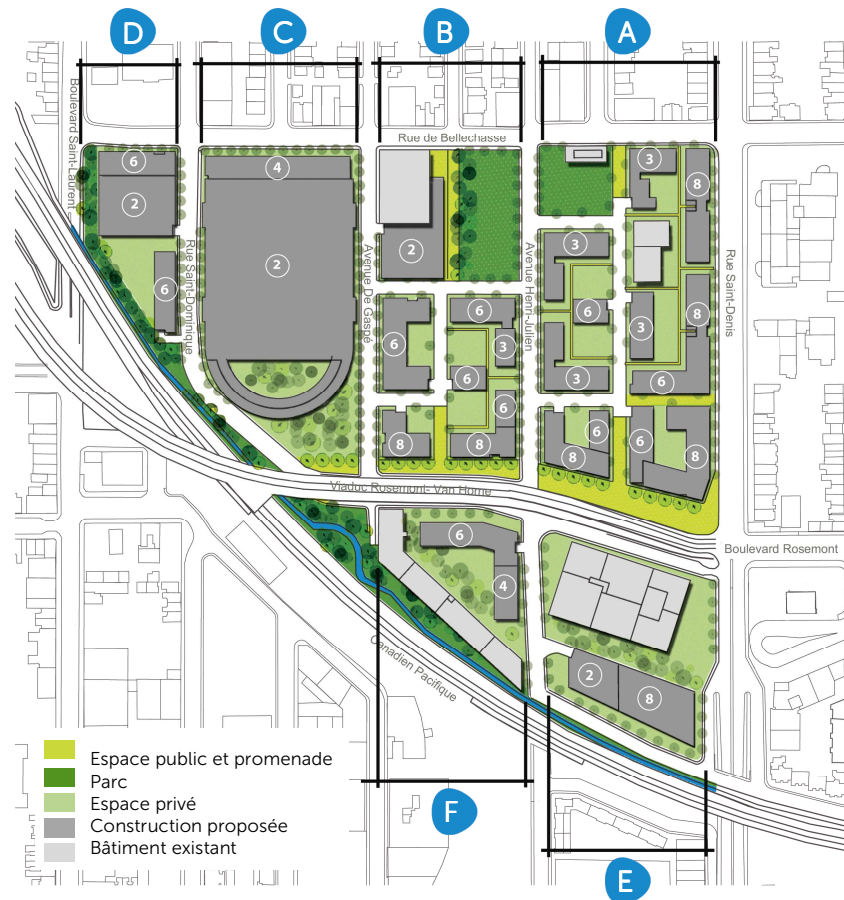 D
C
B
A
Rue de Bellechasse
Boulevard Saint-Laurent
6
2
6
Rue Saint-Dominique
4
2
Avenue De Gaspé
2
6
8
6
3
6
6
8
Avenue Henri-Julien
3
8
3
6
3
8
3
6
6
8
6
8
Rue Saint-Denis
Viaduc Rosemont- Van Horne
Boulevard Rosemont
6
4
2
8
Canadien Pacifique
Espace public et promenade
Parc
Espace privé
Construction proposée
Bâtiment existant
F
E